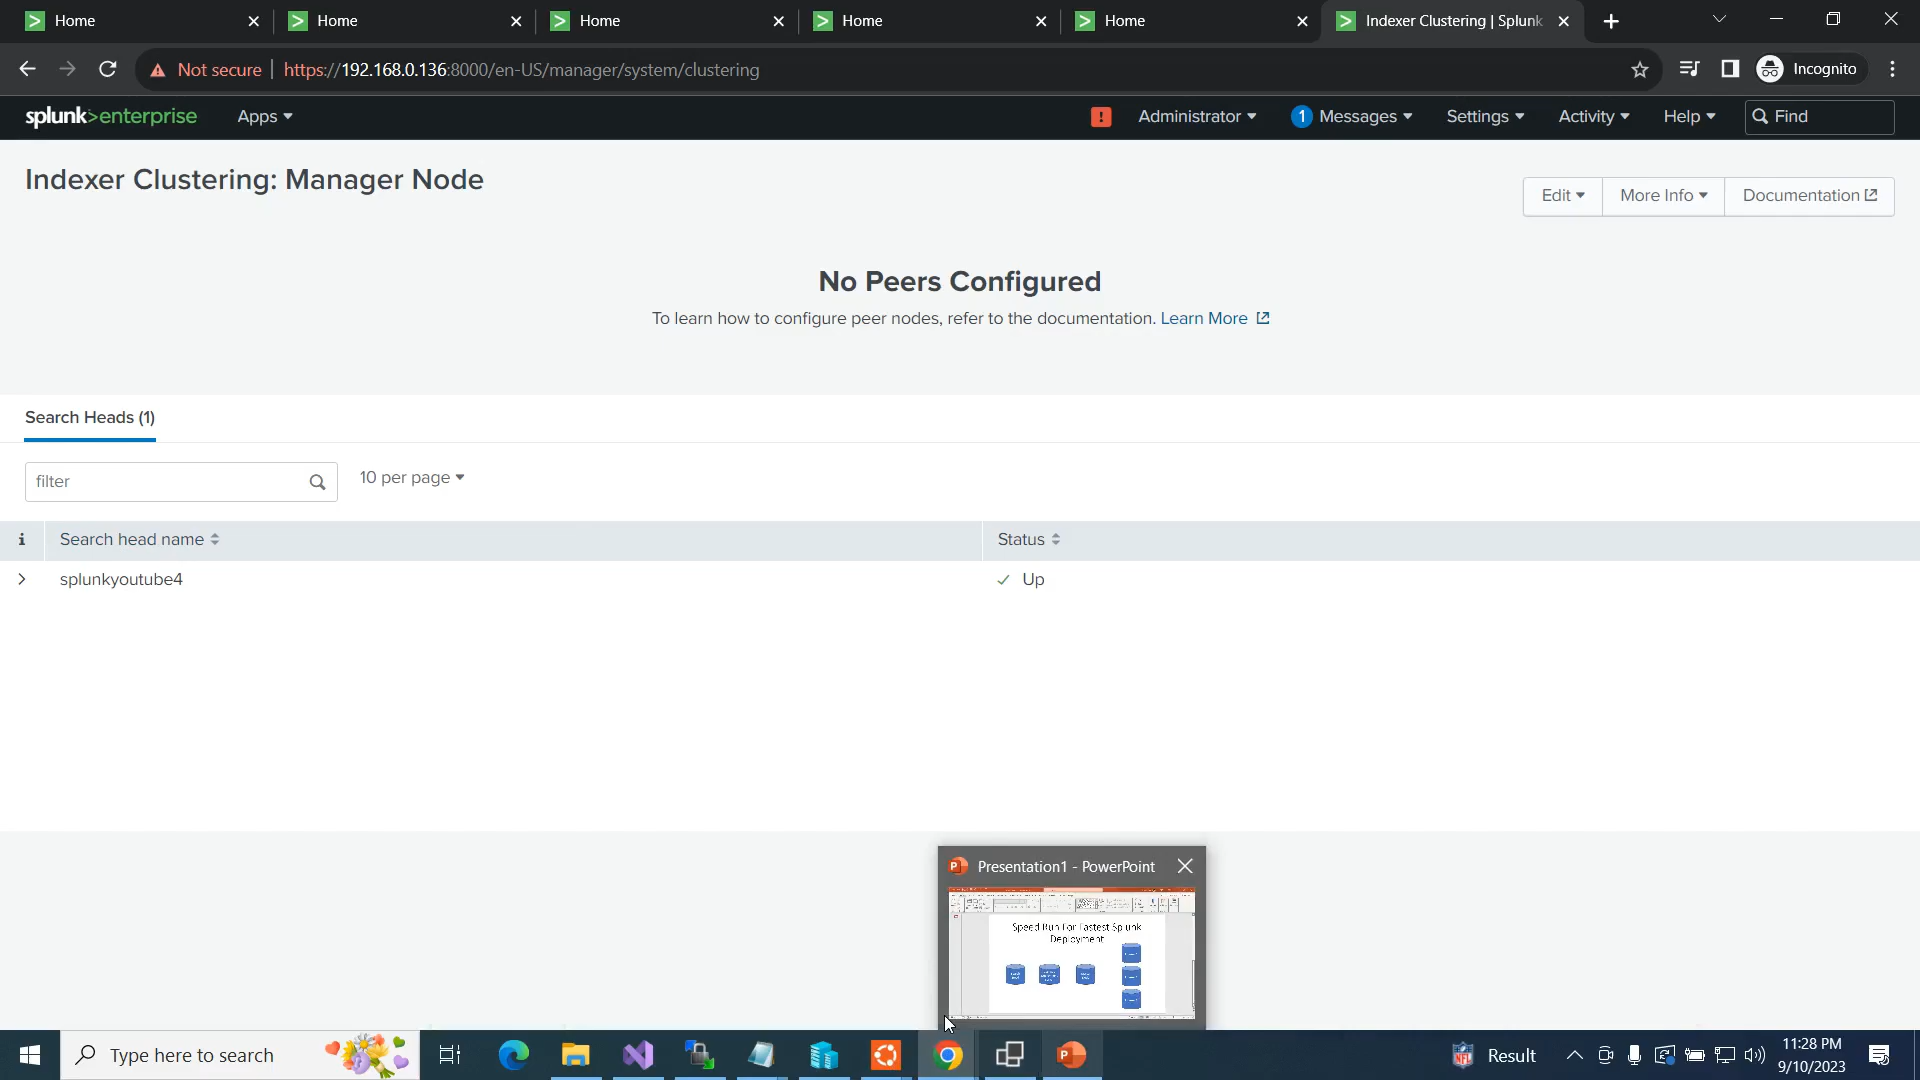 Home
Home
Home
Home
Home
Indexer Clustering | Splunk
Not secure
https://192.168.0.136:8000/en-US/manager/system/clustering
Incognito
splunk>enterprise
Apps
Administrator
1 Messages
Settings
Activity
Help
Find
Indexer Clustering: Manager Node
Edit
More Info
Documentation
No Peers Configured
To learn how to configure peer nodes, refer to the documentation. Learn More
Search Heads (1)
filter
10 per page
i
Search head name
Status
splunkyoutube4
Up
Presentation1 - PowerPoint
Speed Run For Fastest Splunk
Deployment
Type here to search
Result
11:28 PM
9/10/2023